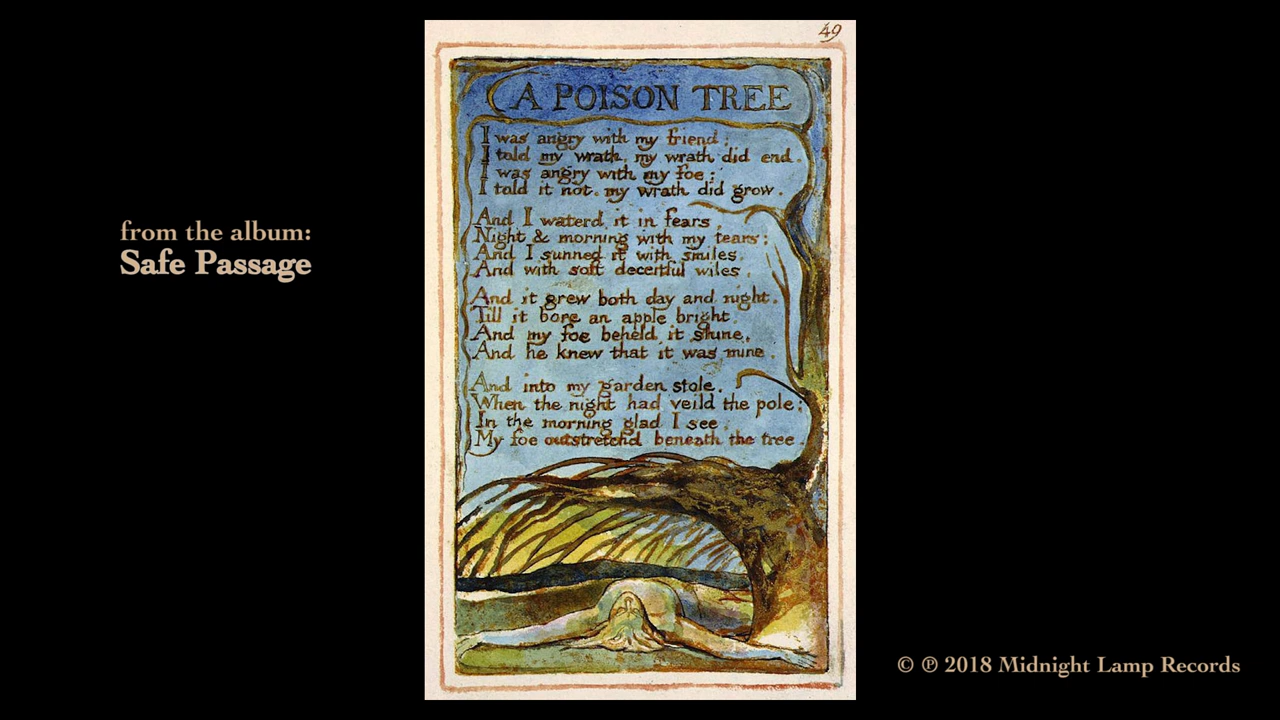 49
A POISON TREE
I was angry with my friend:
I told my wrath, my wrath did end.
I was angry with my foe:
I told it not, my wrath did grow.
And I waterd it in fears,
Night & morning with my tears:
And I sunned it with smiles,
And with soft deceitful wiles.
And it grew both day and night.
Till it bore an apple bright.
And my foe beheld it shine,
And he knew that it was mine.
And into my garden stole.
When the night had veild the pole;
In the morning glad I see,
My foe outstretchd beneath the tree.
from the album:
Safe Passage
© ℗ 2018 Midnight Lamp Records